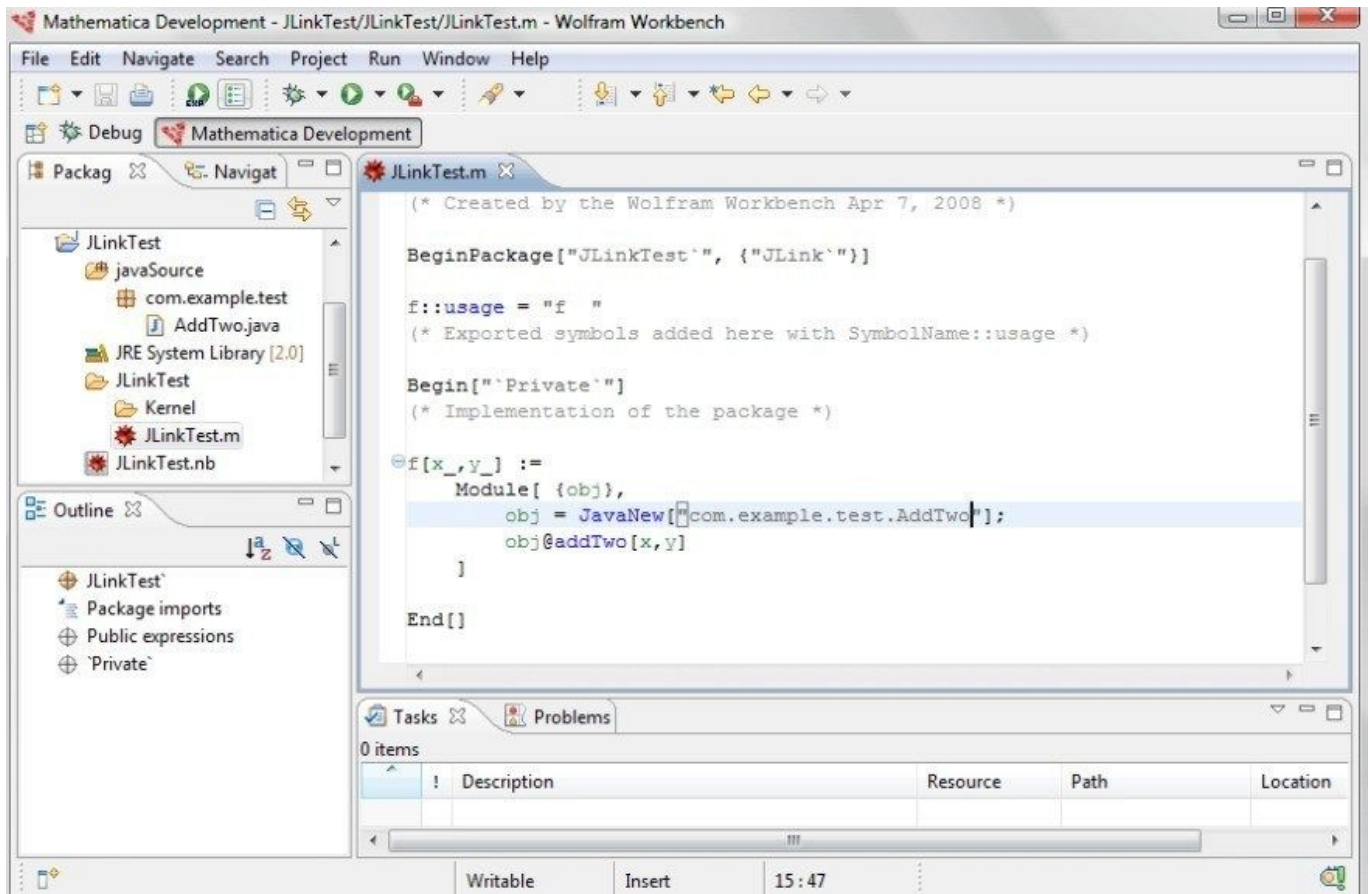 Mathematica Development - JLinkTest/JLinkTest/JLinkTest.m - Wolfram Workbench
File Edit Navigate Search Project Run Window Help
Debug Mathematica Development
Packag Navigat
JLinkTest
javaSource
com.example.test
AddTwo.java
JRE System Library [2.0]
JLinkTest
Kernel
JLinkTest.m
JLinkTest.nb
Outline
JLinkTest`
Package imports
Public expressions
`Private`
JLinkTest.m
(* Created by the Wolfram Workbench Apr 7, 2008 *)
BeginPackage["JLinkTest`", {"JLink`"}]
f::usage = "f  "
(* Exported symbols added here with SymbolName::usage *)
Begin["`Private`"]
(* Implementation of the package *)
f[x_,y_] :=
Module[ {obj},
obj = JavaNew["com.example.test.AddTwo"];
obj@addTwo[x,y]
]
End[]
Tasks Problems
0 items
! Description Resource Path Location
Writable Insert 15:47